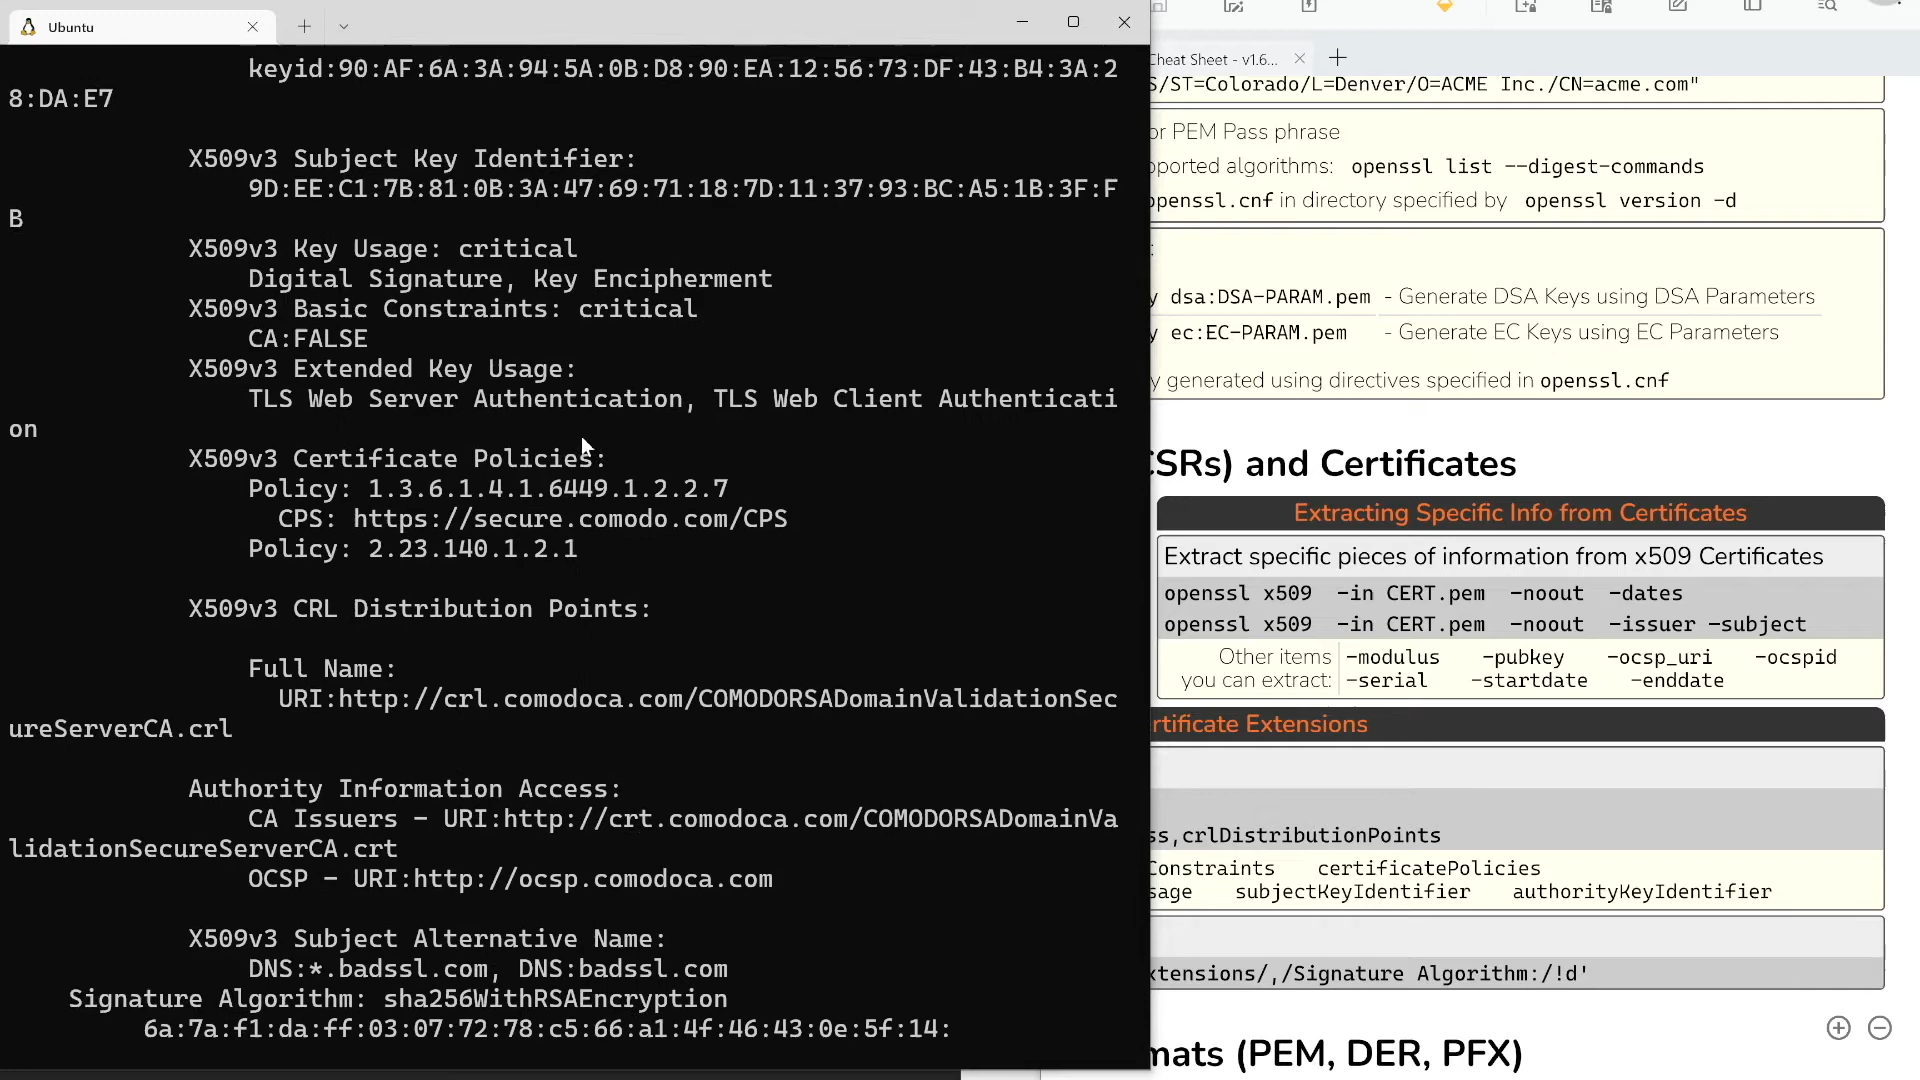 Ubuntu
keyid:90:AF:6A:3A:94:5A:0B:D8:90:EA:12:56:73:DF:43:B4:3A:2
8:DA:E7
X509v3 Subject Key Identifier:
9D:EE:C1:7B:81:0B:3A:47:69:71:18:7D:11:37:93:BC:A5:1B:3F:F
B
X509v3 Key Usage: critical
Digital Signature, Key Encipherment
X509v3 Basic Constraints: critical
CA:FALSE
X509v3 Extended Key Usage:
TLS Web Server Authentication, TLS Web Client Authenticati
on
X509v3 Certificate Policies:
Policy: 1.3.6.1.4.1.6449.1.2.2.7
CPS: https://secure.comodo.com/CPS
Policy: 2.23.140.1.2.1
X509v3 CRL Distribution Points:
Full Name:
URI:http://crl.comodoca.com/COMODORSADomainValidationSec
ureServerCA.crl
Authority Information Access:
CA Issuers - URI:http://crt.comodoca.com/COMODORSADomainVa
lidationSecureServerCA.crt
OCSP - URI:http://ocsp.comodoca.com
X509v3 Subject Alternative Name:
DNS:*.badssl.com, DNS:badssl.com
Signature Algorithm: sha256WithRSAEncryption
6a:7a:f1:da:ff:03:07:72:78:c5:66:a1:4f:46:43:0e:5f:14:
Cheat Sheet - v1.6...
S/ST=Colorado/L=Denver/O=ACME Inc./CN=acme.com"
or PEM Pass phrase
pported algorithms: openssl list --digest-commands
openssl.cnf in directory specified by openssl version -d
:
y dsa:DSA-PARAM.pem - Generate DSA Keys using DSA Parameters
y ec:EC-PARAM.pem - Generate EC Keys using EC Parameters
y generated using directives specified in openssl.cnf
CSRs) and Certificates
Extracting Specific Info from Certificates
Extract specific pieces of information from x509 Certificates
openssl x509 -in CERT.pem -noout -dates
openssl x509 -in CERT.pem -noout -issuer -subject
Other items you can extract: -modulus -pubkey -ocsp_uri -ocspid
-serial -startdate -enddate
rtificate Extensions
ss,crlDistributionPoints
Constraints certificatePolicies
sage subjectKeyIdentifier authorityKeyIdentifier
xtensions/,/Signature Algorithm:/!d'
mats (PEM, DER, PFX)